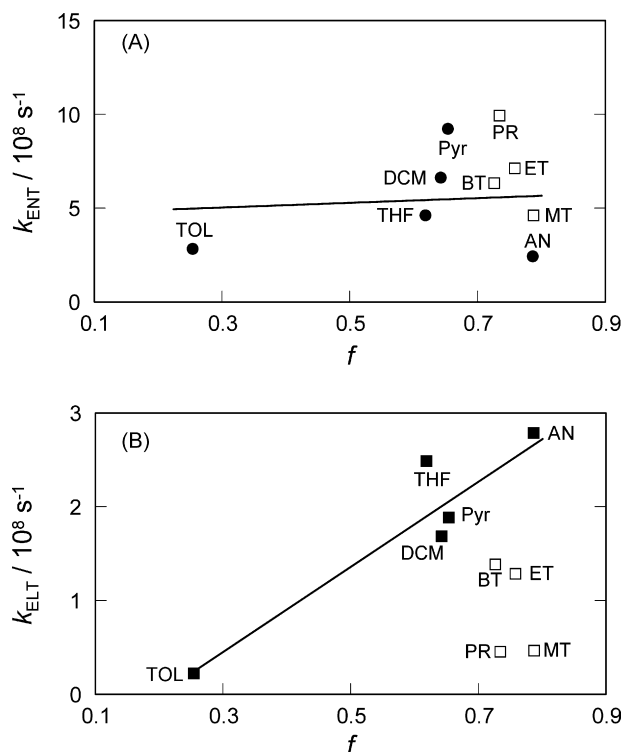 15
(A)
10
PR
Pyr
ET
DCM
BT
k_ENT / 10^8 s^-1
5
THF
MT
TOL
AN
0
0.1 0.3 0.5 0.7 0.9
f
3
(B)
AN
THF
2
Pyr
DCM
k_ELT / 10^8 s^-1
BT
ET
1
PR
MT
TOL
0
0.1 0.3 0.5 0.7 0.9
f